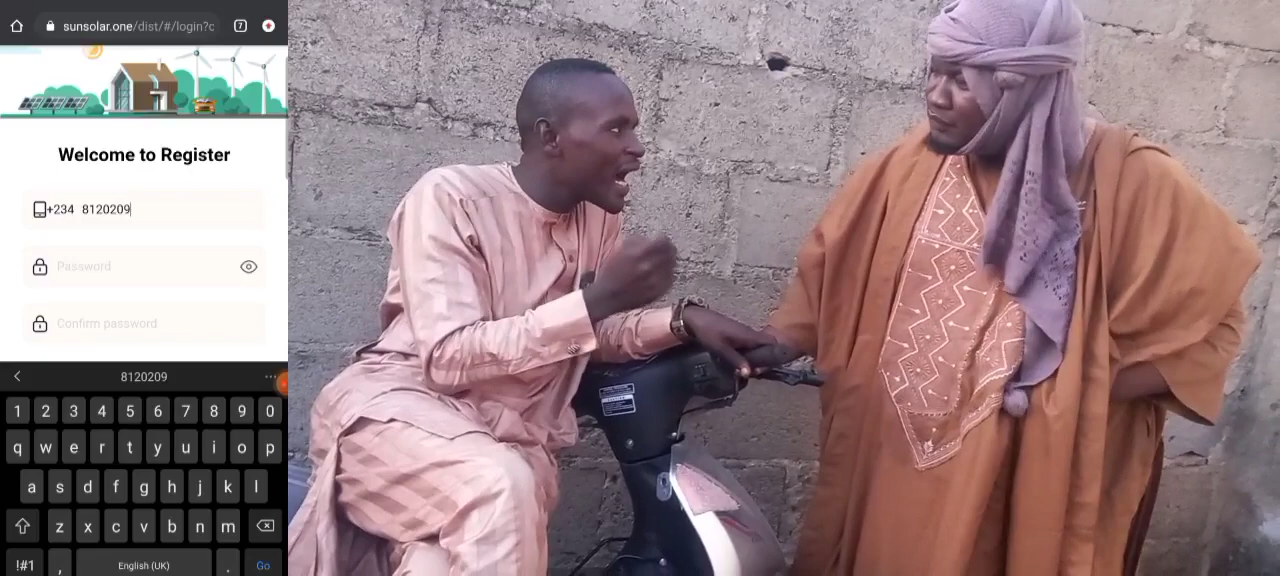 sunsolar.one/dist/#/login?c
7
Welcome to Register
+234 8120209
Password
Confirm password
8120209
1 2 3 4 5 6 7 8 9 0
q w e r t y u i o p
a s d f g h j k l
z x c v b n m
!#1 , English (UK) . Go